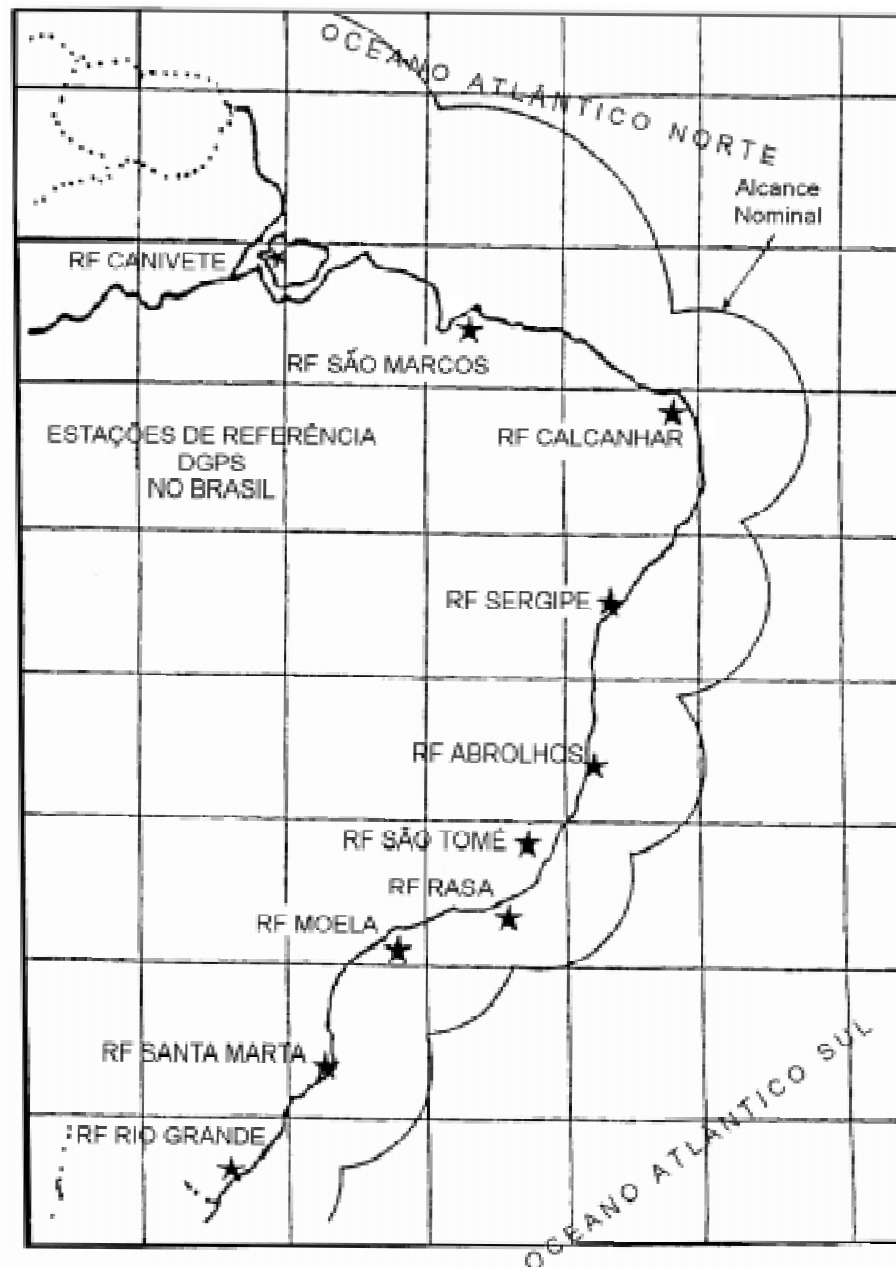 OCEANO ATLÂNTICO NORTE
Alcance
Nominal
RF CANIVETE
RF SÃO MARCOS
ESTAÇÕES DE REFERÊNCIA
DGPS
NO BRASIL
RF CALCANHAR
RF SERGIPE
RF ABROLHOS
RF SÃO TOMÉ
RF RASA
RF MOELA
RF SANTA MARTA
RF RIO GRANDE
OCEANO ATLÂNTICO SUL